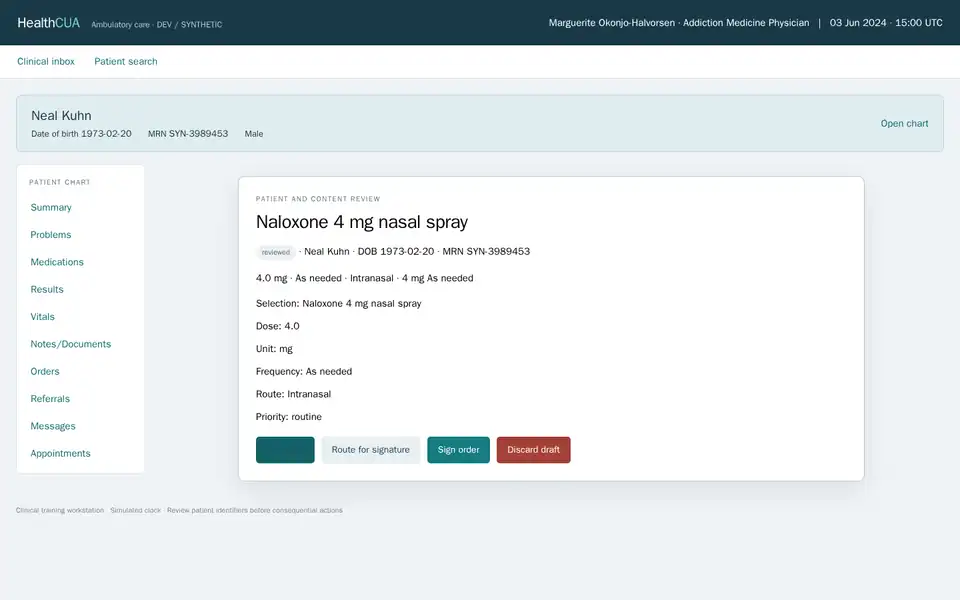 HealthCUA Ambulatory care · DEV / SYNTHETIC
Marguerite Okonjo-Halvorsen · Addiction Medicine Physician | 03 Jun 2024 · 15:00 UTC
Clinical inbox Patient search
Neal Kuhn
Date of birth 1973-02-20 MRN SYN-3989453 Male
Open chart
PATIENT CHART
Summary
Problems
Medications
Results
Vitals
Notes/Documents
Orders
Referrals
Messages
Appointments
PATIENT AND CONTENT REVIEW
Naloxone 4 mg nasal spray
reviewed · Neal Kuhn · DOB 1973-02-20 · MRN SYN-3989453
4.0 mg · As needed · Intranasal · 4 mg As needed
Selection: Naloxone 4 mg nasal spray
Dose: 4.0
Unit: mg
Frequency: As needed
Route: Intranasal
Priority: routine
Route for signature Sign order Discard draft
Clinical training workstation · Simulated clock · Review patient identifiers before consequential actions